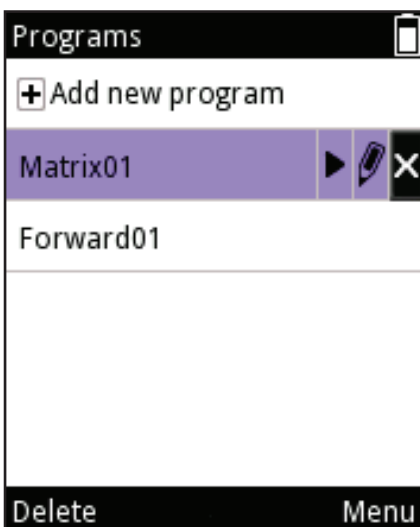 Programs
Add new program
Matrix01
Forward01
Delete Menu